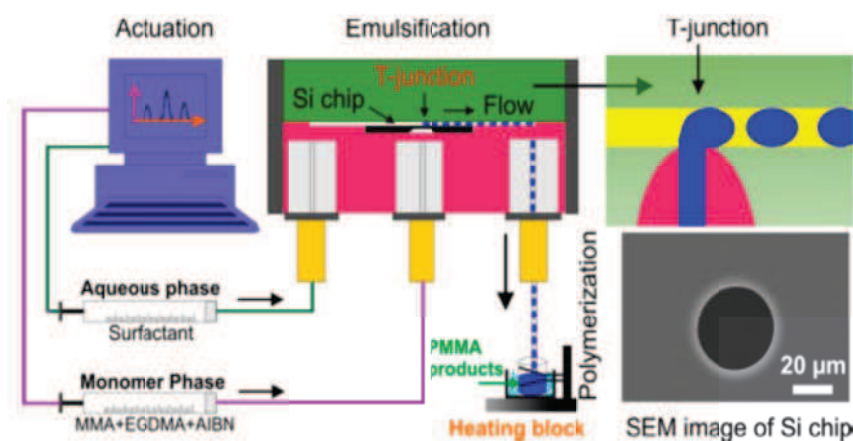 Actuation
Emulsification
T-junction
T-junction
Si chip
Flow
Aqueous phase
Surfactant
Monomer Phase
MMA+EGDMA+AIBN
PMMA
products
Polymerization
Heating block
20 µm
SEM image of Si chip